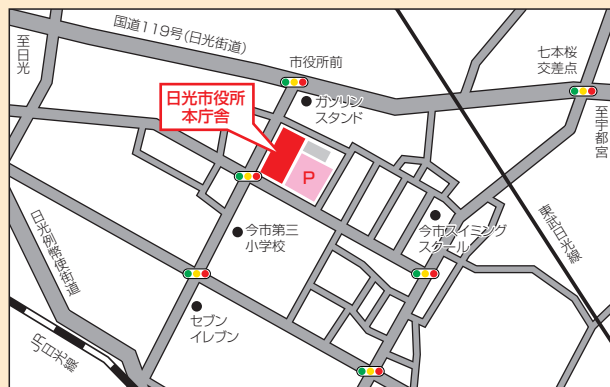 国道119号(日光街道)
至日光
市役所前
七本桜
交差点
日光市役所
本庁舎
ガソリン
スタンド
至宇都宮
P
今市第三
小学校
今市スイミング
スクール
東武日光線
日光例幣使街道
セブン
イレブン
JR日光線